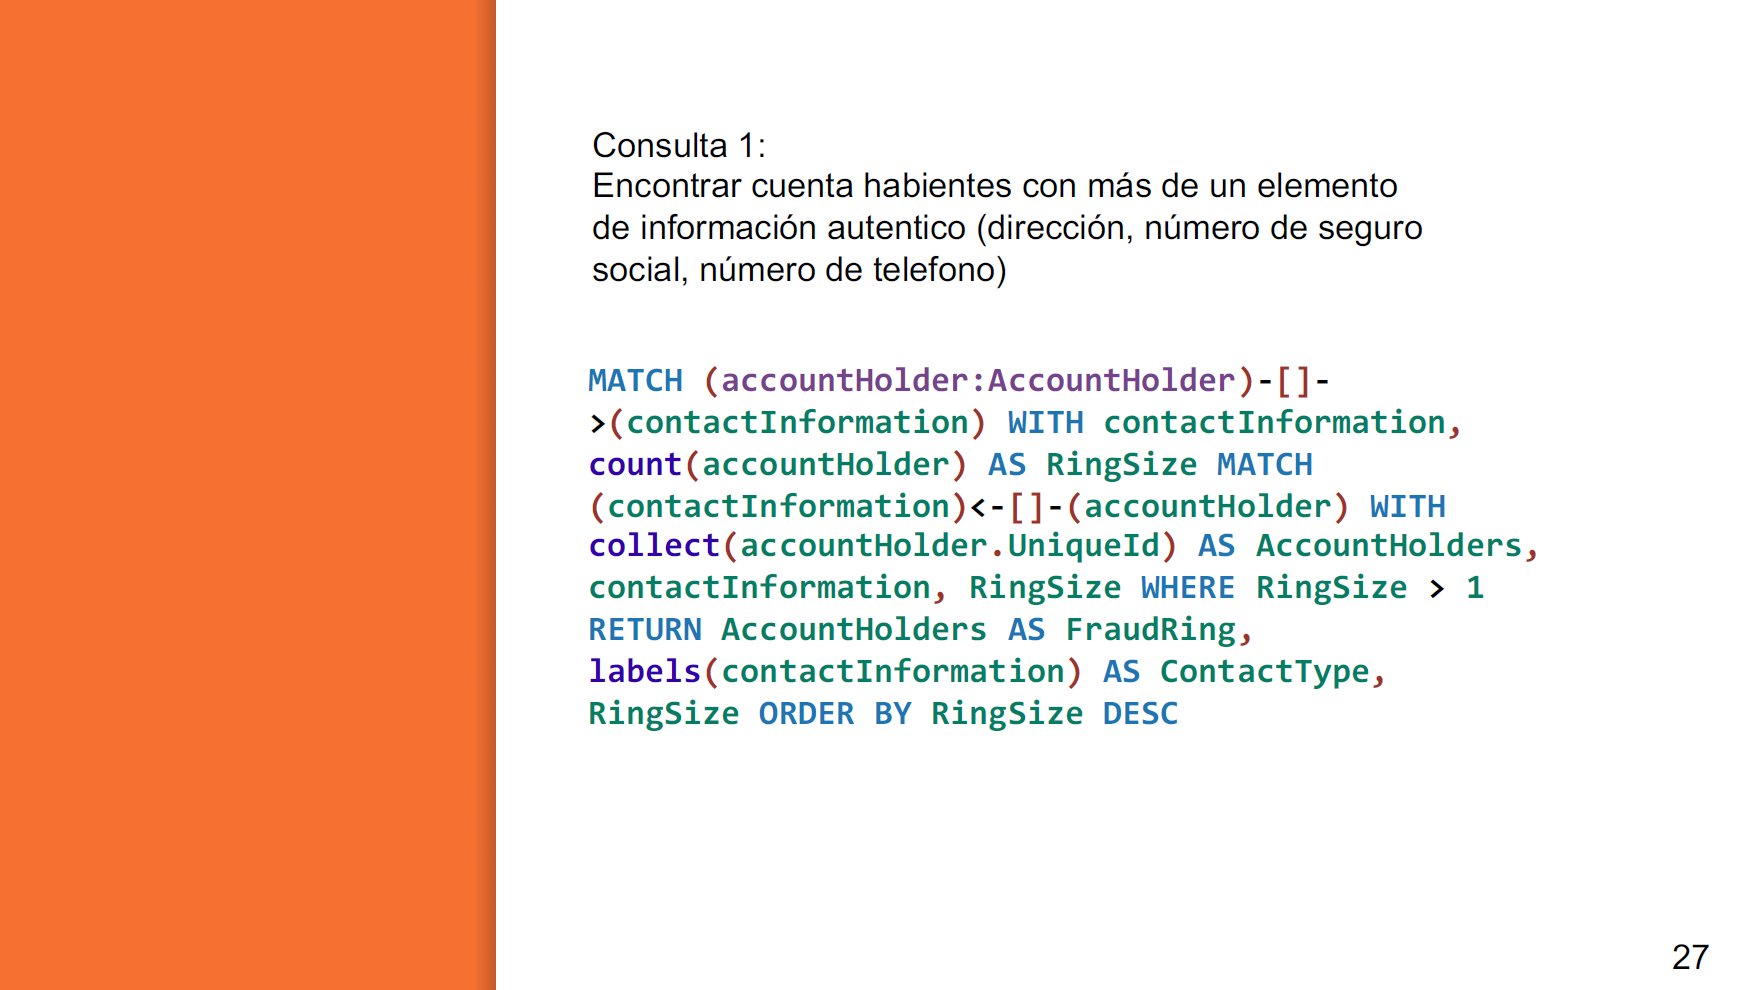 Consulta 1:
Encontrar cuenta habientes con más de un elemento
de información autentico (dirección, número de seguro
social, número de telefono)
MATCH (accountHolder:AccountHolder)-[]-
>(contactInformation) WITH contactInformation,
count(accountHolder) AS RingSize MATCH
(contactInformation)<-[]-(accountHolder) WITH
collect(accountHolder.UniqueId) AS AccountHolders,
contactInformation, RingSize WHERE RingSize > 1
RETURN AccountHolders AS FraudRing,
labels(contactInformation) AS ContactType,
RingSize ORDER BY RingSize DESC
27